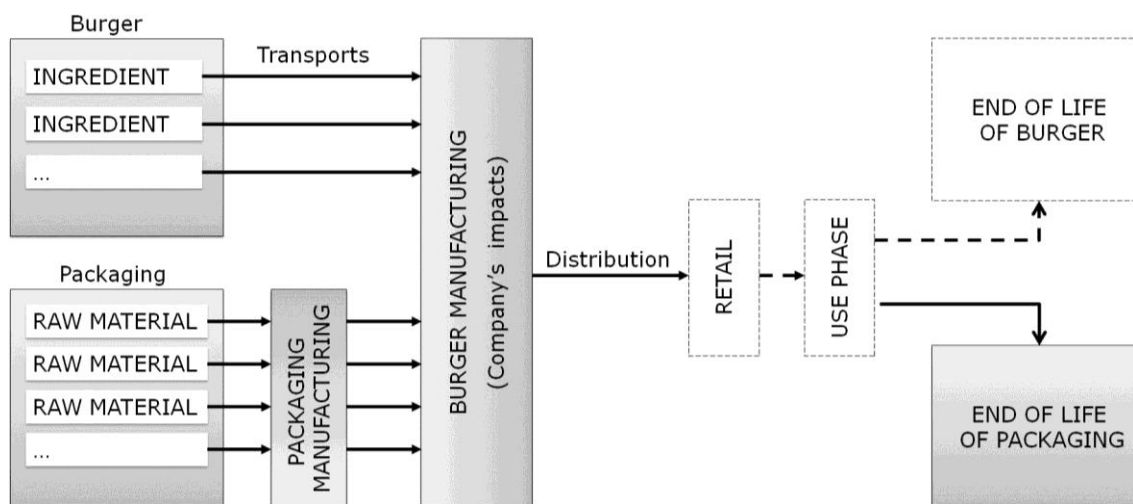 Burger
INGREDIENT
INGREDIENT
...
Transports
Packaging
RAW MATERIAL
RAW MATERIAL
RAW MATERIAL
...
PACKAGING
MANUFACTURING
BURGER MANUFACTURING
(Company's impacts)
Distribution
RETAIL
USE PHASE
END OF LIFE
OF BURGER
END OF LIFE
OF PACKAGING